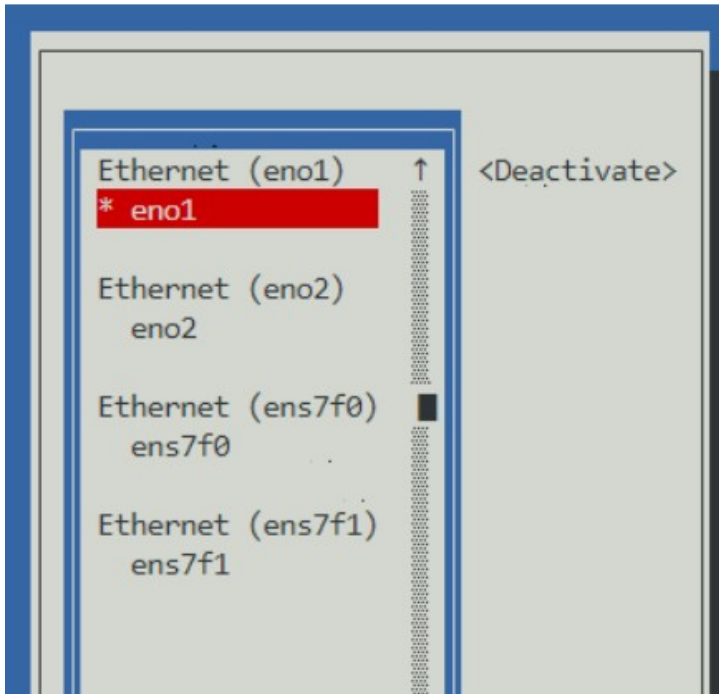 Ethernet (eno1) ↑ <Deactivate>
* eno1
Ethernet (eno2)
eno2
Ethernet (ens7f0)
ens7f0
Ethernet (ens7f1)
ens7f1